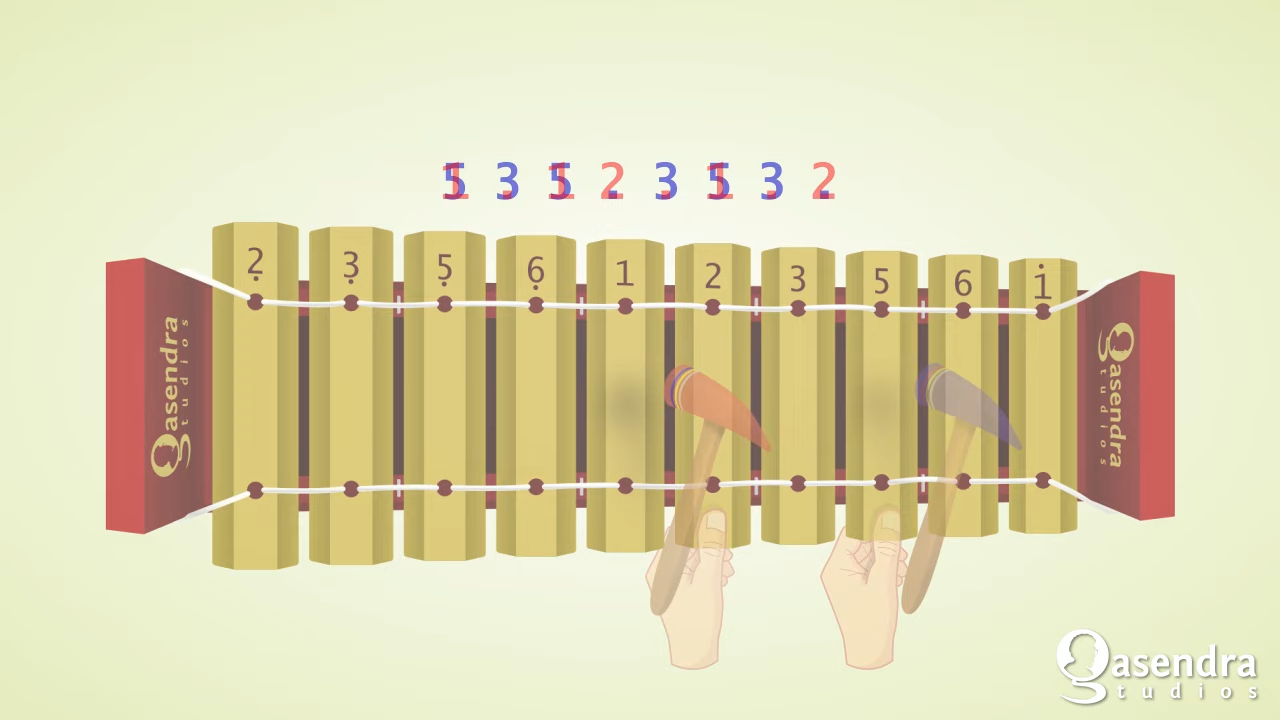 5 3 5 2 3 5 3 2
2̣ 3̣ 5̣ 6̣ 1 2 3 5 6 1̇
gasendra
studios
gasendra
studios
gasendra
studios